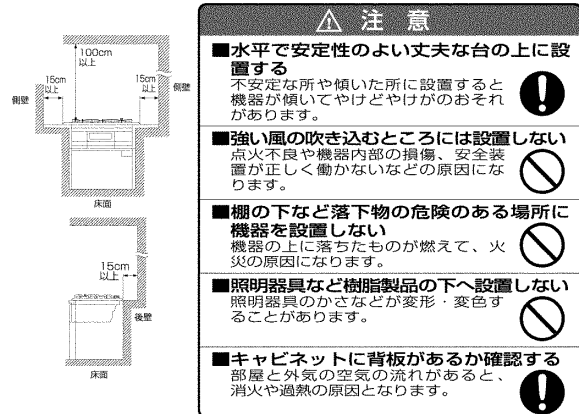 100cm
以上
15cm
以上
15cm
以上
側壁
側壁
床面
15cm
以上
後壁
床面
注意
■水平で安定性のよい丈夫な台の上に設
置する
不安定な所や傾いた所に設置すると
機器が傾いてやけどやけがのおそれ
があります。
■強い風の吹き込むところには設置しない
点火不良や機器内部の損傷、安全装
置が正しく働かないなどの原因にな
ります。
■棚の下など落下物の危険のある場所に
機器を設置しない
機器の上に落ちたものが燃えて、火
災の原因になります。
■照明器具など樹脂製品の下へ設置しない
照明器具のかさなどが変形・変色す
ることがあります。
■キャビネットに背板があるか確認する
部屋と外気の空気の流れがあると、
消火や過熱の原因となります。